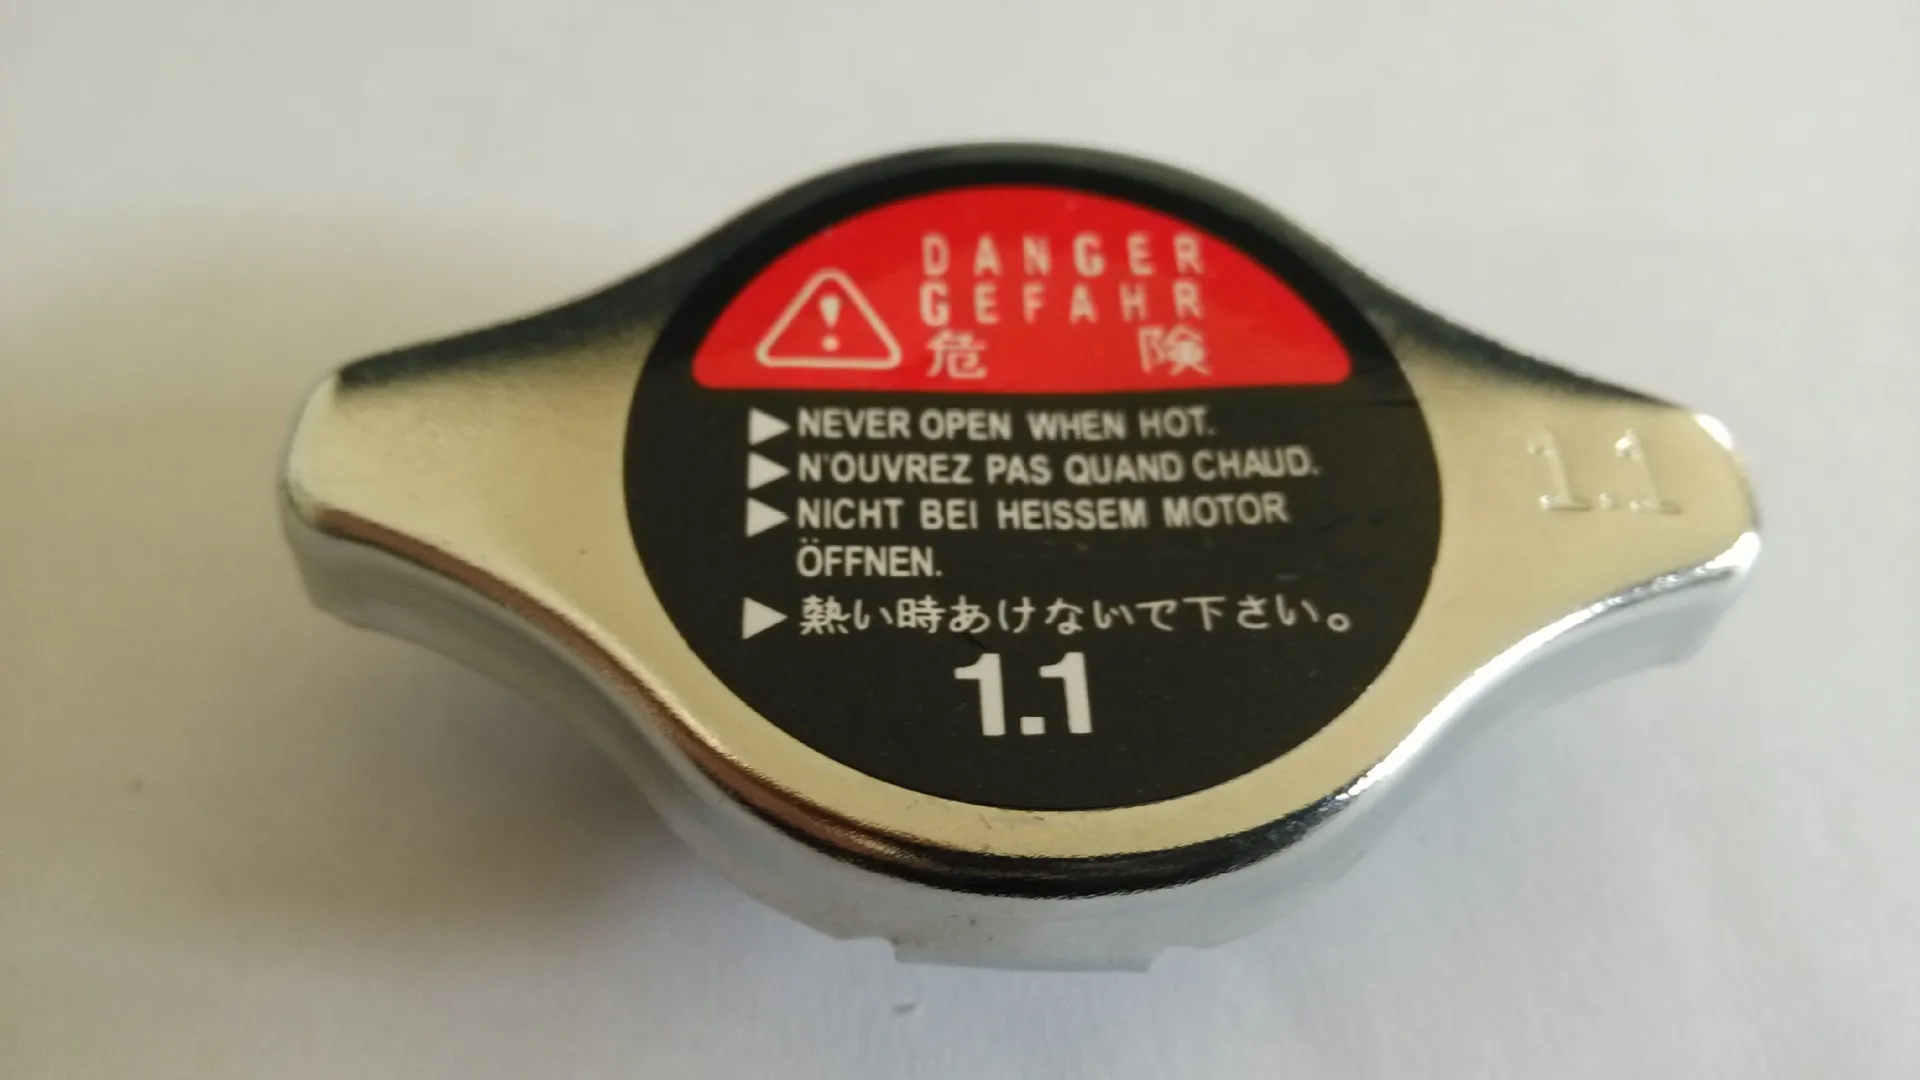 DANGER
GEFAHR
危険
NEVER OPEN WHEN HOT.
N'OUVREZ PAS QUAND CHAUD.
NICHT BEI HEISSEM MOTOR
ÖFFNEN.
熱い時あけないで下さい。
1.1
1.1